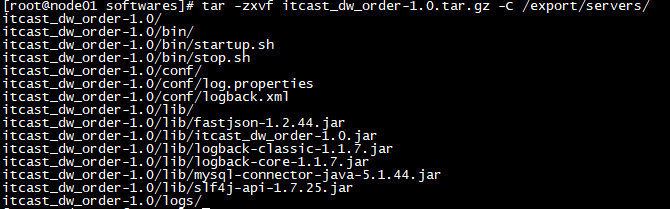 [root@node01 softwares]# tar -zxvf itcast_dw_order-1.0.tar.gz -C /export/servers/
itcast_dw_order-1.0/
itcast_dw_order-1.0/bin/
itcast_dw_order-1.0/bin/startup.sh
itcast_dw_order-1.0/bin/stop.sh
itcast_dw_order-1.0/conf/
itcast_dw_order-1.0/conf/log.properties
itcast_dw_order-1.0/conf/logback.xml
itcast_dw_order-1.0/lib/
itcast_dw_order-1.0/lib/fastjson-1.2.44.jar
itcast_dw_order-1.0/lib/itcast_dw_order-1.0.jar
itcast_dw_order-1.0/lib/logback-classic-1.1.7.jar
itcast_dw_order-1.0/lib/logback-core-1.1.7.jar
itcast_dw_order-1.0/lib/mysql-connector-java-5.1.44.jar
itcast_dw_order-1.0/lib/slf4j-api-1.7.25.jar
itcast_dw_order-1.0/logs/